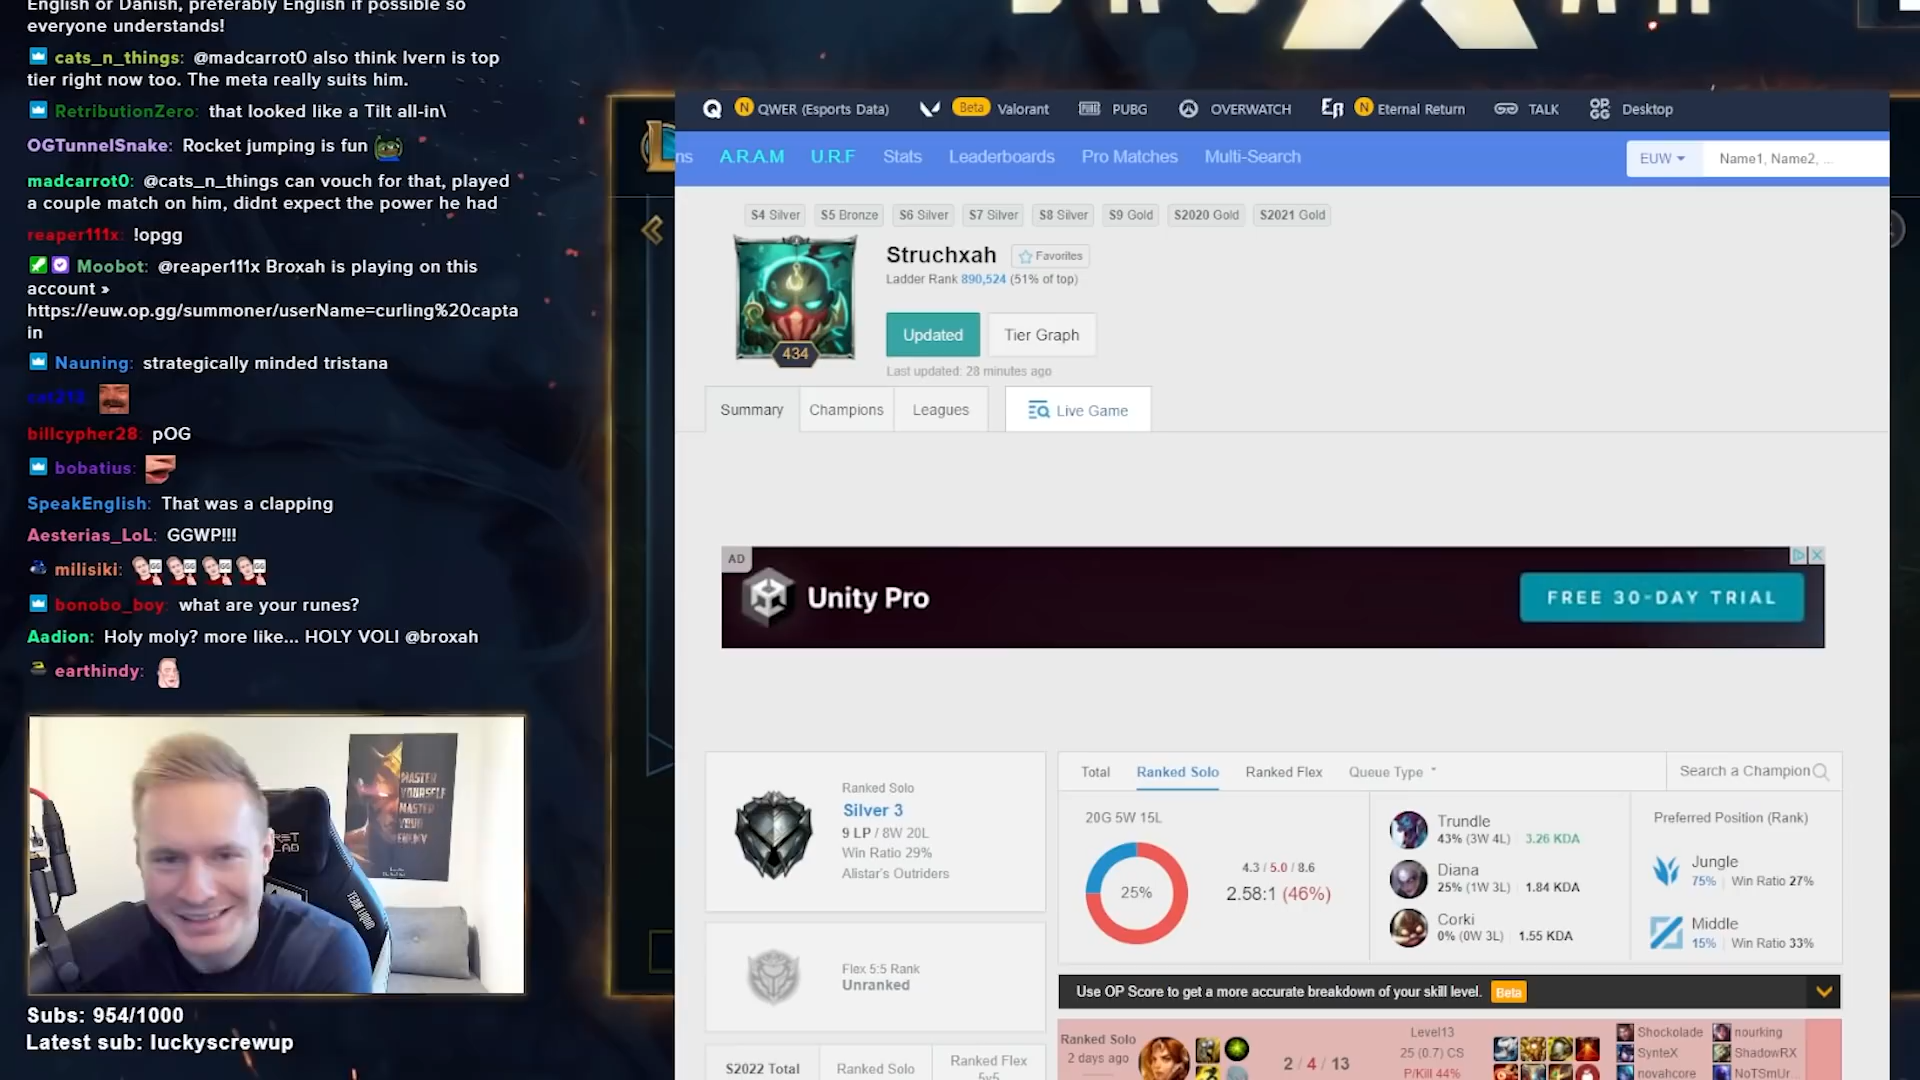 English or Danish, preferably English if possible so
everyone understands!
cats_n_things: @madcarrot0 also think Ivern is top
tier right now too. The meta really suits him.
RetributionZero: that looked like a Tilt all-in\
OGTunnelSnake: Rocket jumping is fun
madcarrot0: @cats_n_things can vouch for that, played
a couple match on him, didnt expect the power he had
reaper111x: !opgg
Moobot: @reaper111x Broxah is playing on this
account »
https://euw.op.gg/summoner/userName=curling%20capta
in
Nauning: strategically minded tristana
billcypher28: pOG
bobatius:
SpeakEnglish: That was a clapping
Aesterias_LoL: GGWP!!!
milisiki:
bonobo_boy: what are your runes?
Aadion: Holy moly? more like... HOLY VOLI @broxah
earthindy:
MASTER
YOURSELF
MASTER
YOUR
ENEMY
TEAM LIQUID
Subs: 954/1000
Latest sub: luckyscrewup
N QWER (Esports Data) Beta Valorant PUBG OVERWATCH N Eternal Return TALK OP.GG Desktop
ns A.R.A.M U.R.F Stats Leaderboards Pro Matches Multi-Search EUW Name1, Name2, ...
S4 Silver S5 Bronze S6 Silver S7 Silver S8 Silver S9 Gold S2020 Gold S2021 Gold
Struchxah Favorites
Ladder Rank 890,524 (51% of top)
434
Updated Tier Graph
Last updated: 28 minutes ago
Summary Champions Leagues Live Game
AD
Unity Pro FREE 30-DAY TRIAL
Ranked Solo
Silver 3
9 LP / 8W 20L
Win Ratio 29%
Alistar's Outriders
Flex 5:5 Rank
Unranked
S2022 Total Ranked Solo Ranked Flex
5v5
Total Ranked Solo Ranked Flex Queue Type Search a Champion
20G 5W 15L
25%
4.3 / 5.0 / 8.6
2.58:1 (46%)
Trundle
43% (3W 4L) 3.26 KDA
Diana
25% (1W 3L) 1.84 KDA
Corki
0% (0W 3L) 1.55 KDA
Preferred Position (Rank)
Jungle
75% Win Ratio 27%
Middle
15% Win Ratio 33%
Use OP Score to get a more accurate breakdown of your skill level. Beta
Ranked Solo
2 days ago
2 / 4 / 13
Level13
25 (0.7) CS
P/Kill 44%
Shockolade nourking
SynteX ShadowRX
novahcore NoTSmUr...